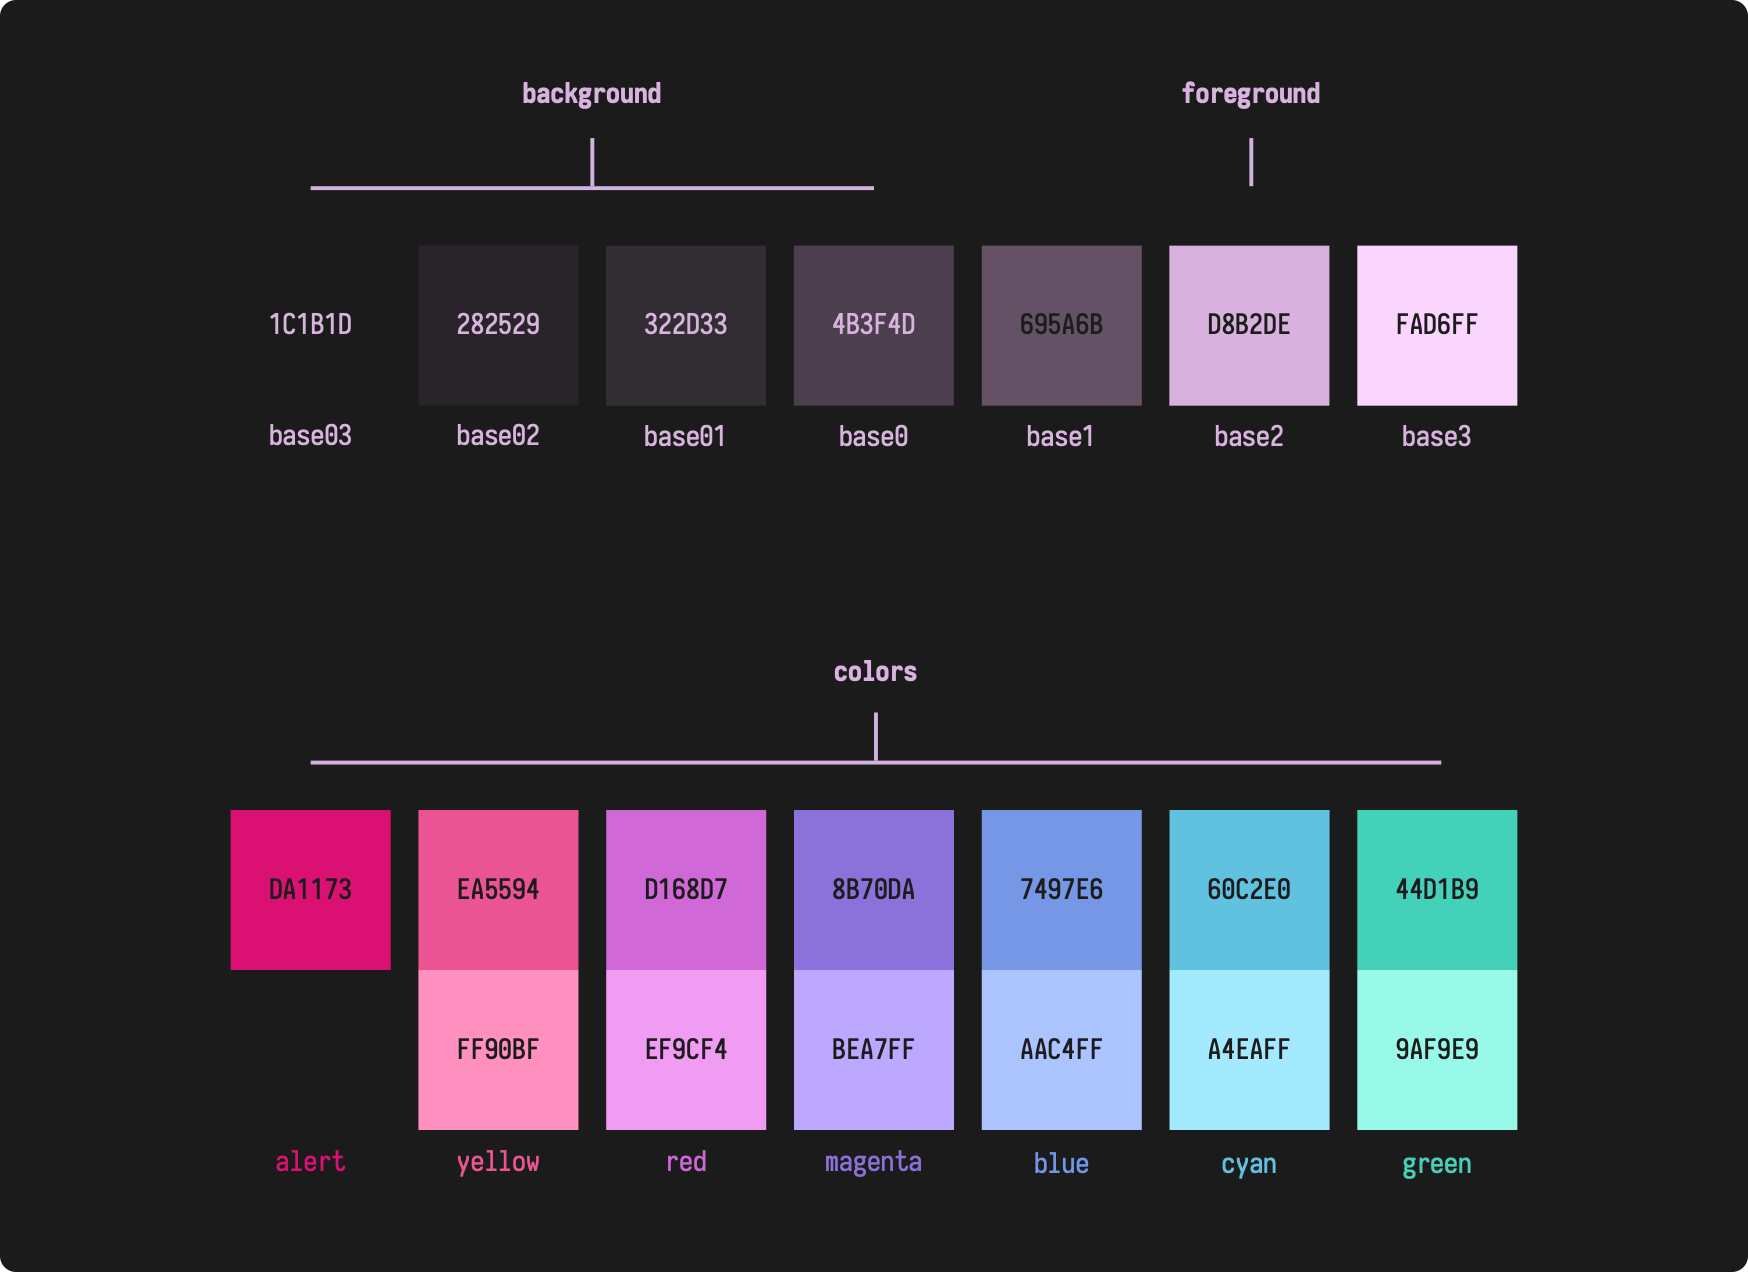 background foreground
1C1B1D 282529 322D33 4B3F4D 695A6B D8B2DE FAD6FF
base03 base02 base01 base0 base1 base2 base3
colors
DA1173 EA5594 D168D7 8B70DA 7497E6 60C2E0 44D1B9
FF90BF EF9CF4 BEA7FF AAC4FF A4EAFF 9AF9E9
alert yellow red magenta blue cyan green